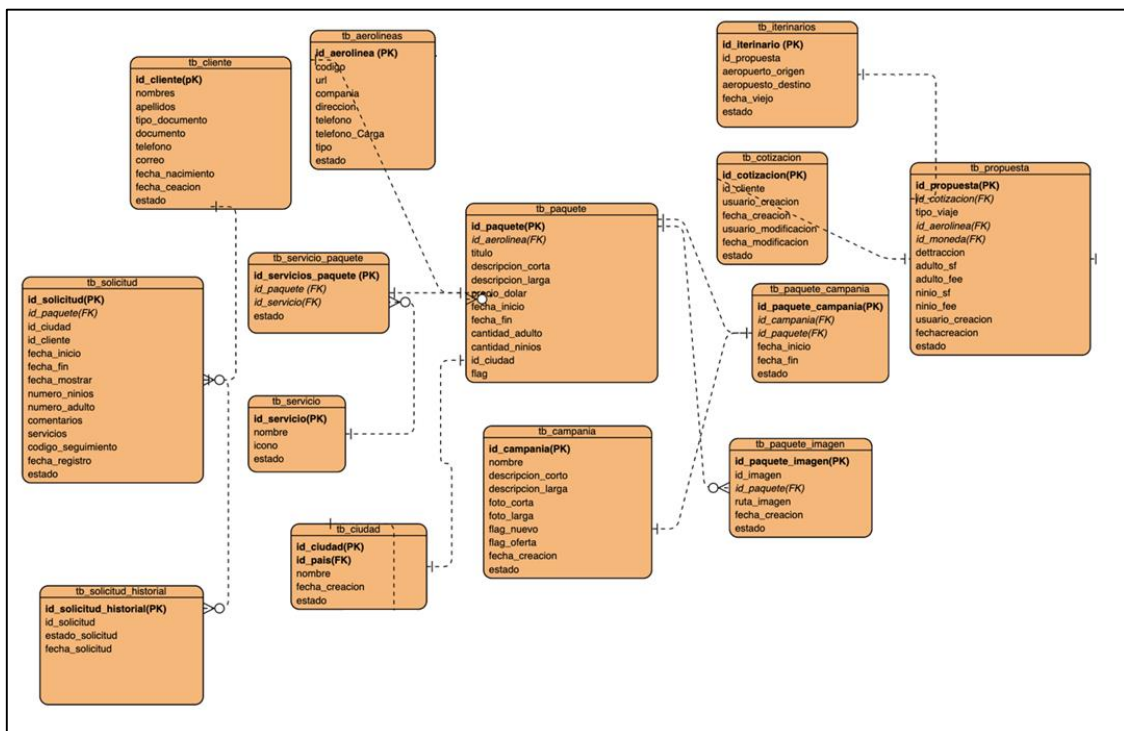 tb_cliente
id_cliente(pK)
nombres
apellidos
tipo_documento
documento
telefono
correo
fecha_nacimiento
fecha_ceacion
estado
tb_aerolineas
id_aerolinea (PK)
codigo
url
compania
direccion
telefono
telefono_Carga
tipo
estado
tb_iterinarios
id_iterinario (PK)
id_propuesta
aeropuerto_origen
aeropuesto_destino
fecha_viejo
estado
tb_cotizacion
id_cotizacion(PK)
id_cliente
usuario_creacion
fecha_creacion
usuario_modificacion
fecha_modificacion
estado
tb_propuesta
id_propuesta(PK)
id_cotizacion(FK)
tipo_viaje
id_aerolinea(FK)
id_moneda(FK)
dettraccion
adulto_sf
adulto_fee
ninio_sf
ninio_fee
usuario_creacion
fechacreacion
estado
tb_paquete
id_paquete(PK)
id_aerolinea(FK)
titulo
descripcion_corta
descripcion_larga
precio_dolar
fecha_inicio
fecha_fin
cantidad_adulto
cantidad_ninios
id_ciudad
flag
tb_servicio_paquete
id_servicios_paquete (PK)
id_paquete (FK)
id_servicio(FK)
estado
tb_solicitud
id_solicitud(PK)
id_paquete(FK)
id_ciudad
id_cliente
fecha_inicio
fecha_fin
fecha_mostrar
numero_ninios
numero_adulto
comentarios
servicios
codigo_seguimiento
fecha_registro
estado
tb_paquete_campania
id_paquete_campania(PK)
id_campania(FK)
id_paquete(FK)
fecha_inicio
fecha_fin
estado
tb_servicio
id_servicio(PK)
nombre
icono
estado
tb_campania
id_campania(PK)
nombre
descripcion_corto
descripcion_larga
foto_corta
foto_larga
flag_nuevo
flag_oferta
fecha_creacion
estado
tb_paquete_imagen
id_paquete_imagen(PK)
id_imagen
id_paquete(FK)
ruta_imagen
fecha_creacion
estado
tb_ciudad
id_ciudad(PK)
id_pais(FK)
nombre
fecha_creacion
estado
tb_solicitud_historial
id_solicitud_historial(PK)
id_solicitud
estado_solicitud
fecha_solicitud